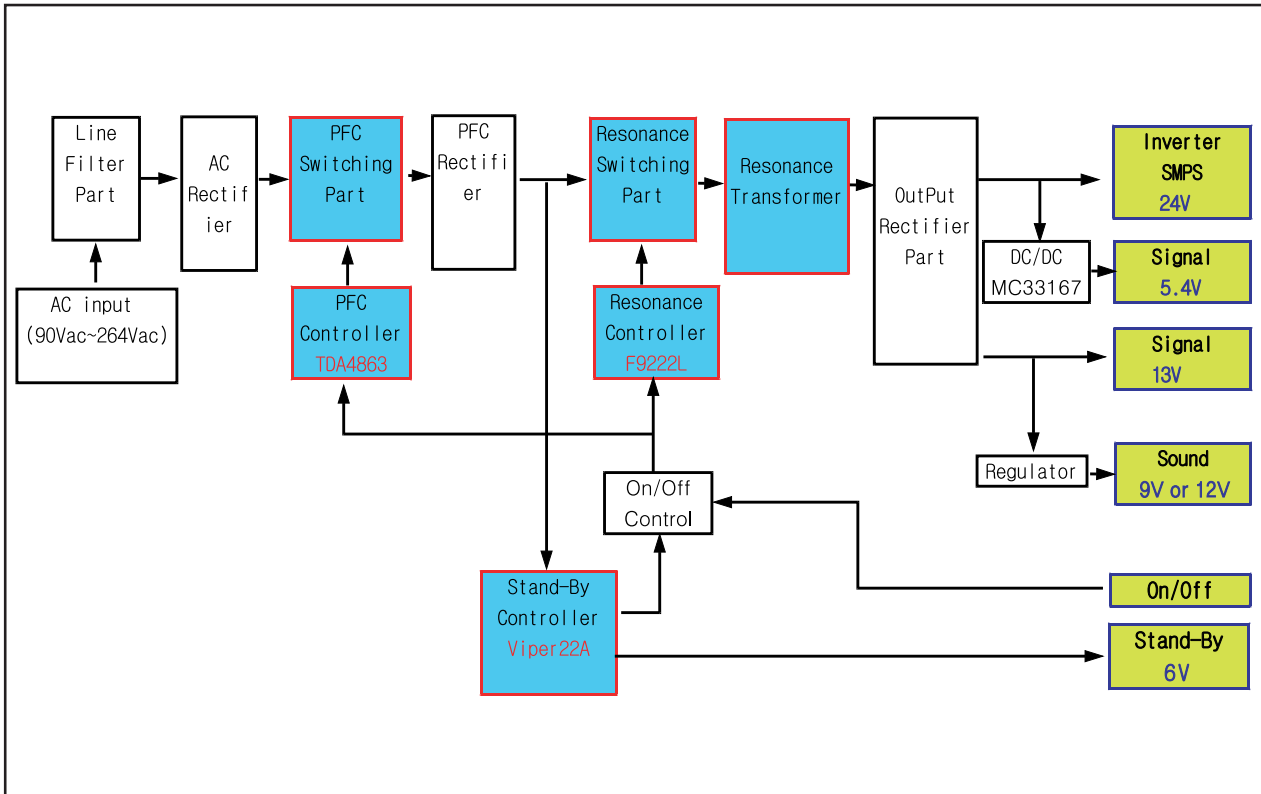 Line
Filter
Part
AC
Rectif
ier
PFC
Switching
Part
PFC
Rectifi
er
Resonance
Switching
Part
Resonance
Transformer
OutPut
Rectifier
Part
Inverter
SMPS
24V
DC/DC
MC33167
Signal
5.4V
AC input
(90Vac~264Vac)
PFC
Controller
TDA4863
Resonance
Controller
F9222L
Signal
13V
Regulator
Sound
9V or 12V
On/Off
Control
Stand-By
Controller
Viper22A
On/Off
Stand-By
6V